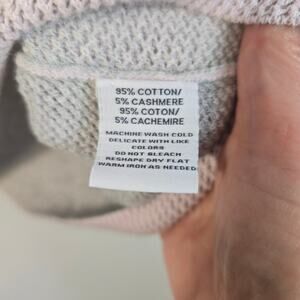 95% COTTON/
5% CASHMERE
95% COTON/
5% CACHEMIRE
MACHINE WASH COLD
DELICATE WITH LIKE
COLORS
DO NOT BLEACH
RESHAPE DRY FLAT
WARM IRON AS NEEDED